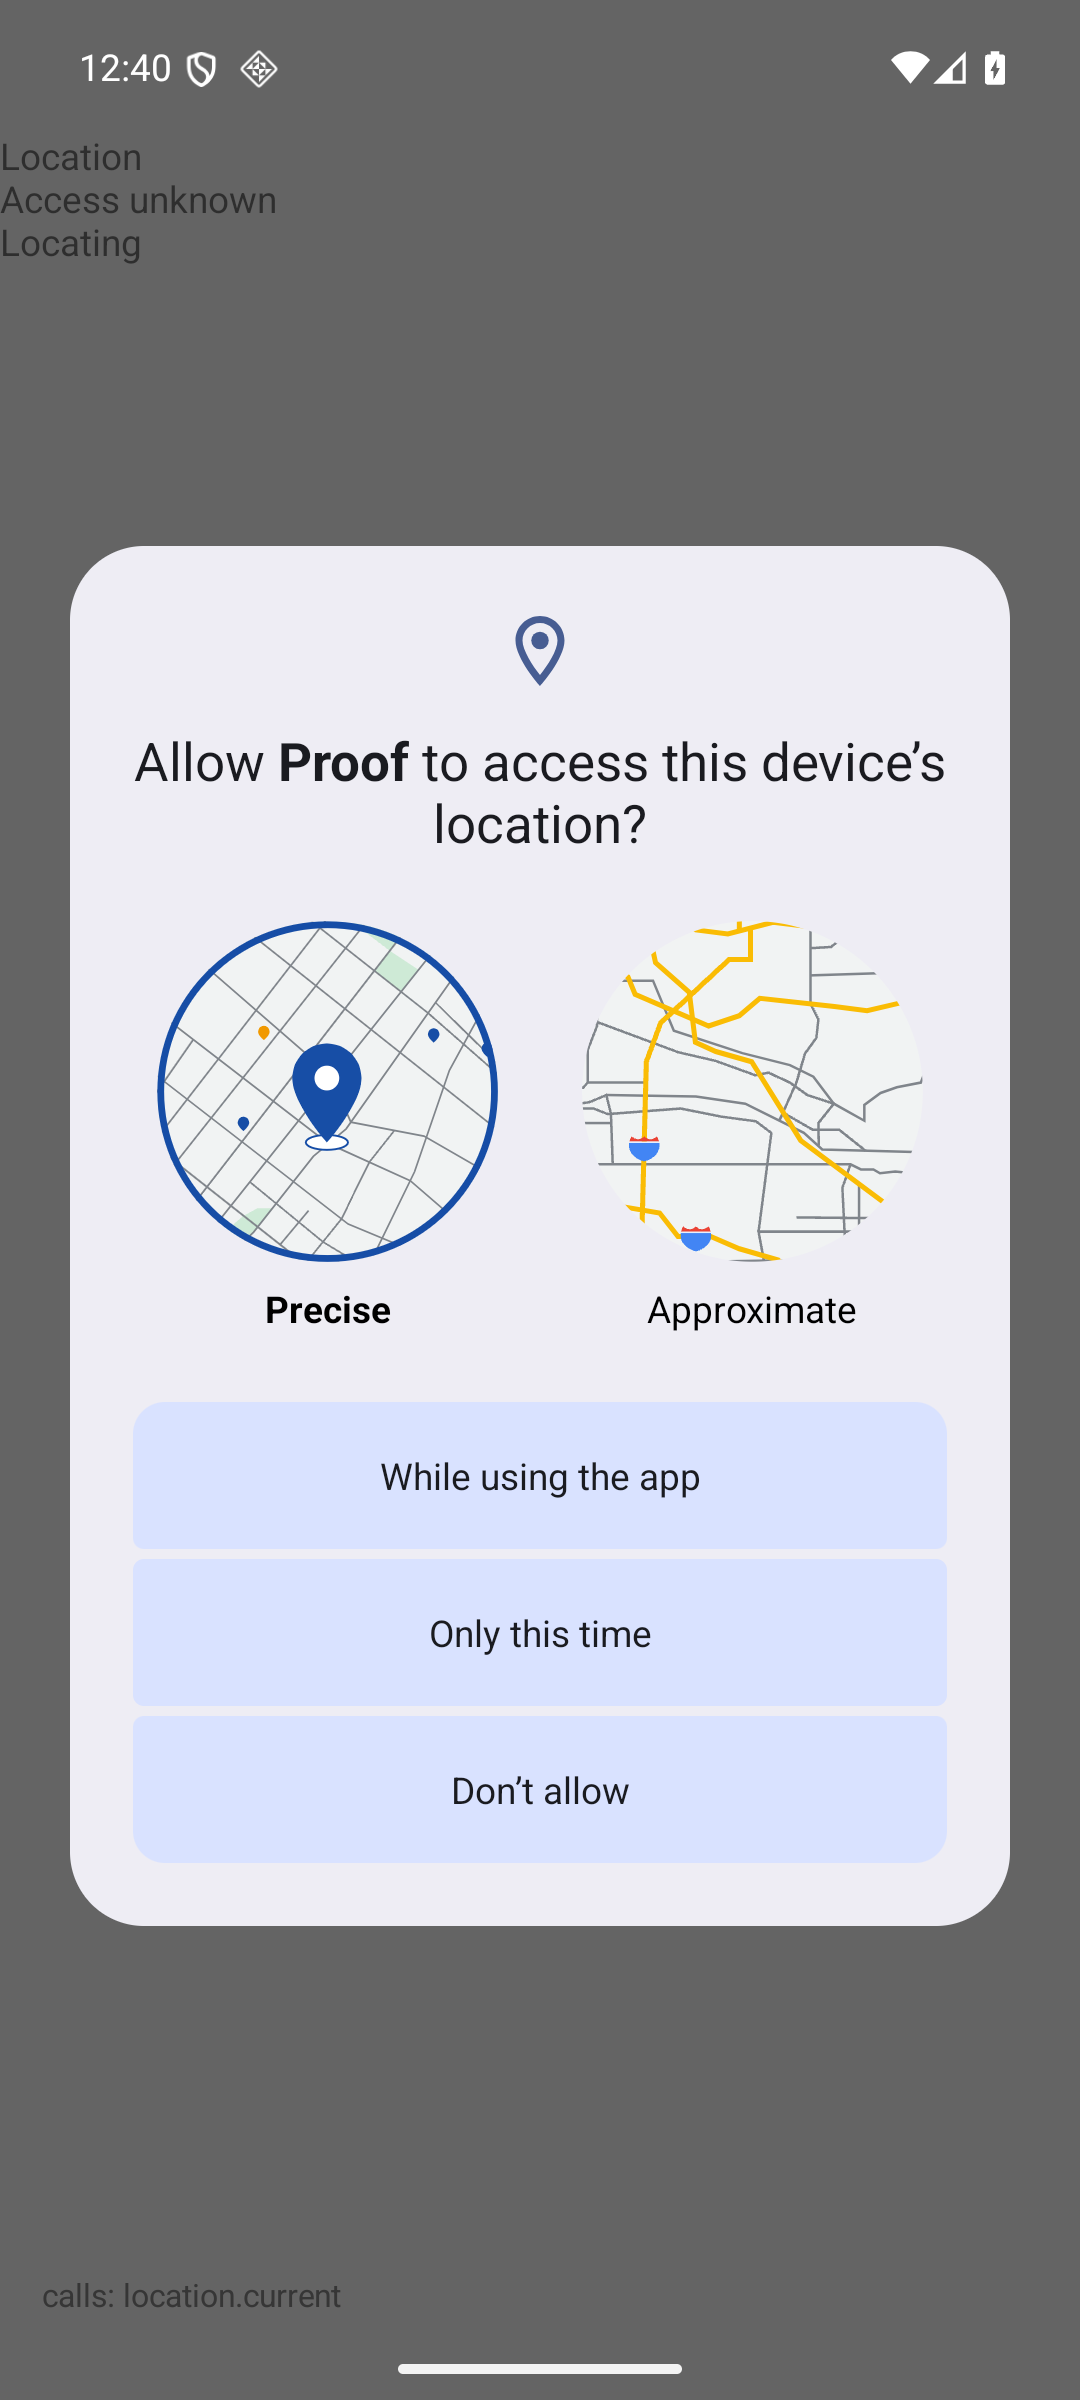 12:40
Location
Access unknown
Locating
Allow Proof to access this device’s
location?
Precise
Approximate
While using the app
Only this time
Don’t allow
calls: location.current